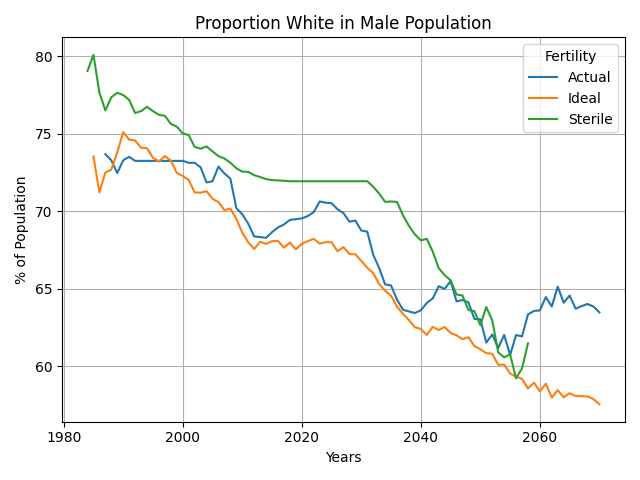 Proportion White in Male Population
% of Population
80
75
70
65
60
Fertility
Actual
Ideal
Sterile
1980
2000
2020
2040
2060
Years